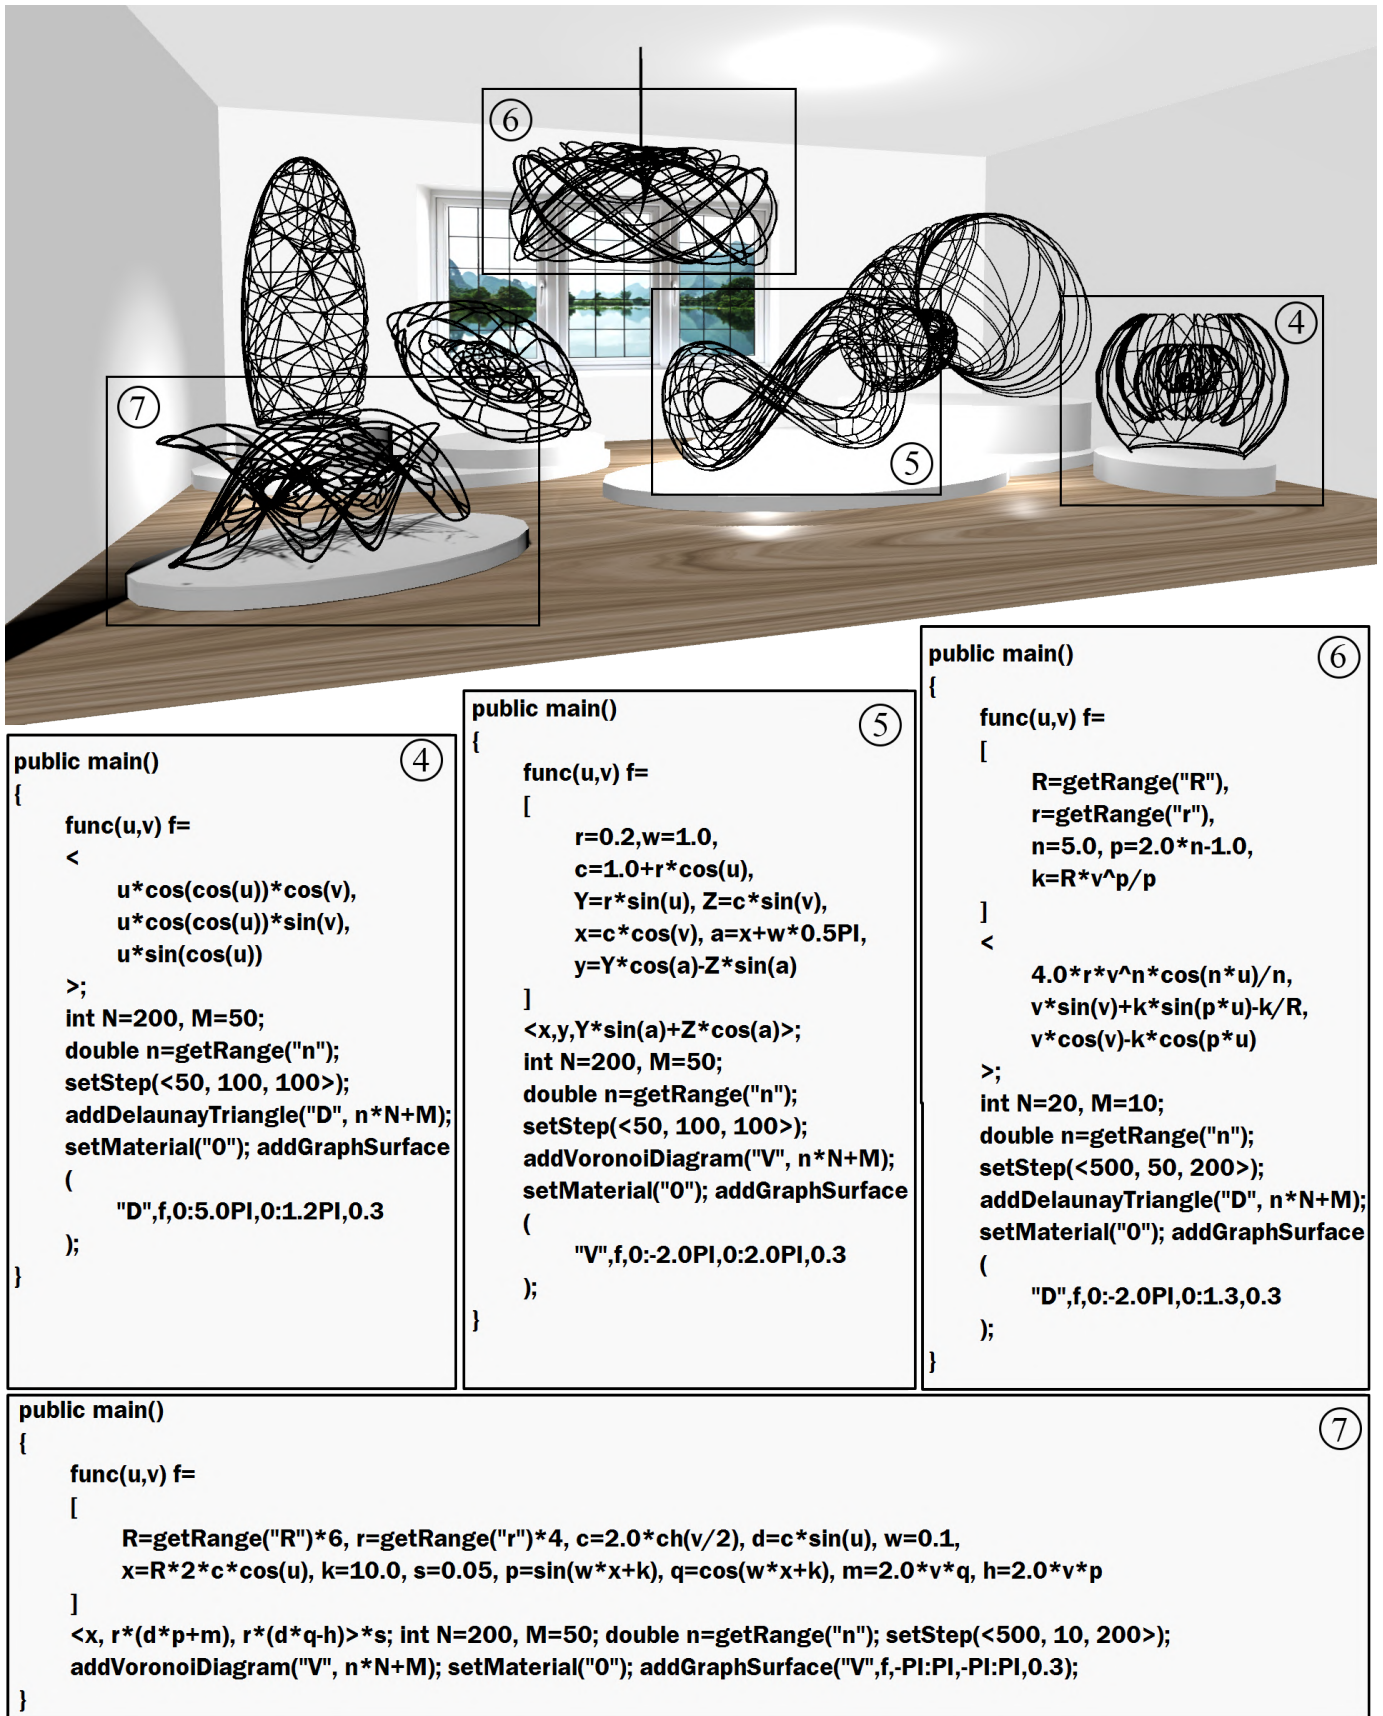 ⑥
④
⑦
⑤
public main() ④
{
func(u,v) f=
<
u*cos(cos(u))*cos(v),
u*cos(cos(u))*sin(v),
u*sin(cos(u))
>;
int N=200, M=50;
double n=getRange("n");
setStep(<50, 100, 100>);
addDelaunayTriangle("D", n*N+M);
setMaterial("0"); addGraphSurface
(
"D",f,0:5.0PI,0:1.2PI,0.3
);
}
public main() ⑤
{
func(u,v) f=
[
r=0.2,w=1.0,
c=1.0+r*cos(u),
Y=r*sin(u), Z=c*sin(v),
x=c*cos(v), a=x+w*0.5PI,
y=Y*cos(a)-Z*sin(a)
]
<x,y,Y*sin(a)+Z*cos(a)>;
int N=200, M=50;
double n=getRange("n");
setStep(<50, 100, 100>);
addVoronoiDiagram("V", n*N+M);
setMaterial("0"); addGraphSurface
(
"V",f,0:-2.0PI,0:2.0PI,0.3
);
}
public main() ⑥
{
func(u,v) f=
[
R=getRange("R"),
r=getRange("r"),
n=5.0, p=2.0*n-1.0,
k=R*v^p/p
]
<
4.0*r*v^n*cos(n*u)/n,
v*sin(v)+k*sin(p*u)-k/R,
v*cos(v)-k*cos(p*u)
>;
int N=20, M=10;
double n=getRange("n");
setStep(<500, 50, 200>);
addDelaunayTriangle("D", n*N+M);
setMaterial("0"); addGraphSurface
(
"D",f,0:-2.0PI,0:1.3,0.3
);
}
public main() ⑦
{
func(u,v) f=
[
R=getRange("R")*6, r=getRange("r")*4, c=2.0*ch(v/2), d=c*sin(u), w=0.1,
x=R*2*c*cos(u), k=10.0, s=0.05, p=sin(w*x+k), q=cos(w*x+k), m=2.0*v*q, h=2.0*v*p
]
<x, r*(d*p+m), r*(d*q-h)>*s; int N=200, M=50; double n=getRange("n"); setStep(<500, 10, 200>);
addVoronoiDiagram("V", n*N+M); setMaterial("0"); addGraphSurface("V",f,-PI:PI,-PI:PI,0.3);
}